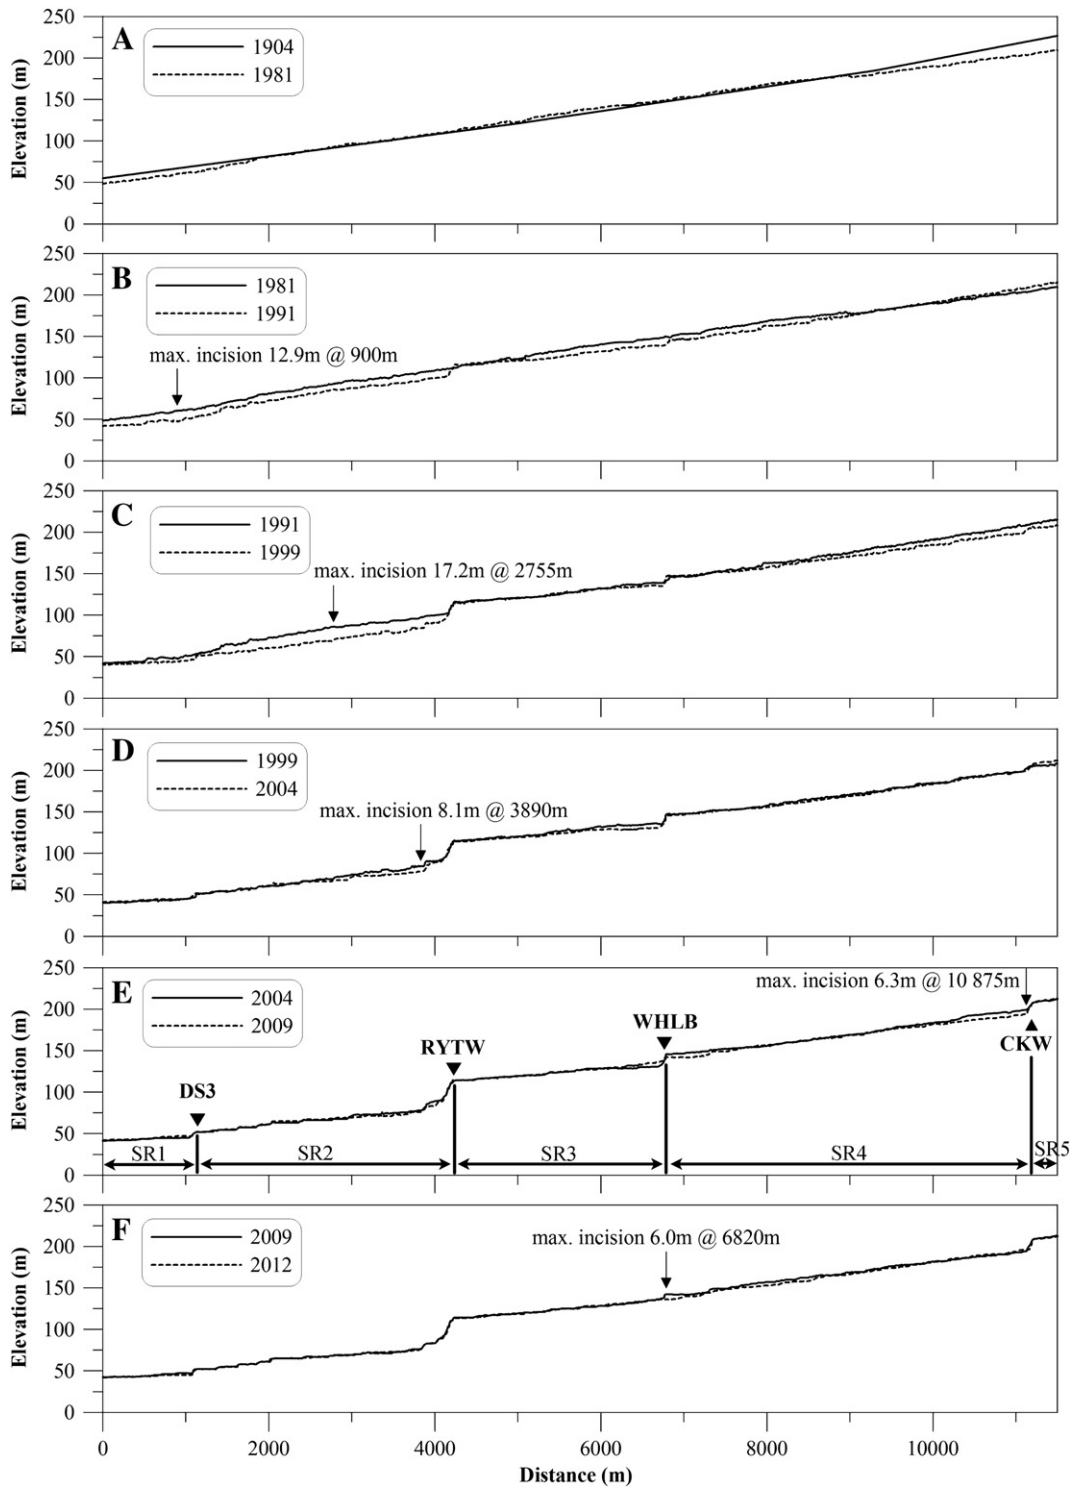 A
1904
1981
Elevation (m)
250
200
150
100
50
0
B
1981
1991
max. incision 12.9m @ 900m
Elevation (m)
250
200
150
100
50
0
C
1991
1999
max. incision 17.2m @ 2755m
Elevation (m)
250
200
150
100
50
0
D
1999
2004
max. incision 8.1m @ 3890m
Elevation (m)
250
200
150
100
50
0
E
2004
2009
max. incision 6.3m @ 10 875m
DS3
RYTW
WHLB
CKW
SR1
SR2
SR3
SR4
SR5
Elevation (m)
250
200
150
100
50
0
F
2009
2012
max. incision 6.0m @ 6820m
Elevation (m)
250
200
150
100
50
0
0 2000 4000 6000 8000 10000
Distance (m)